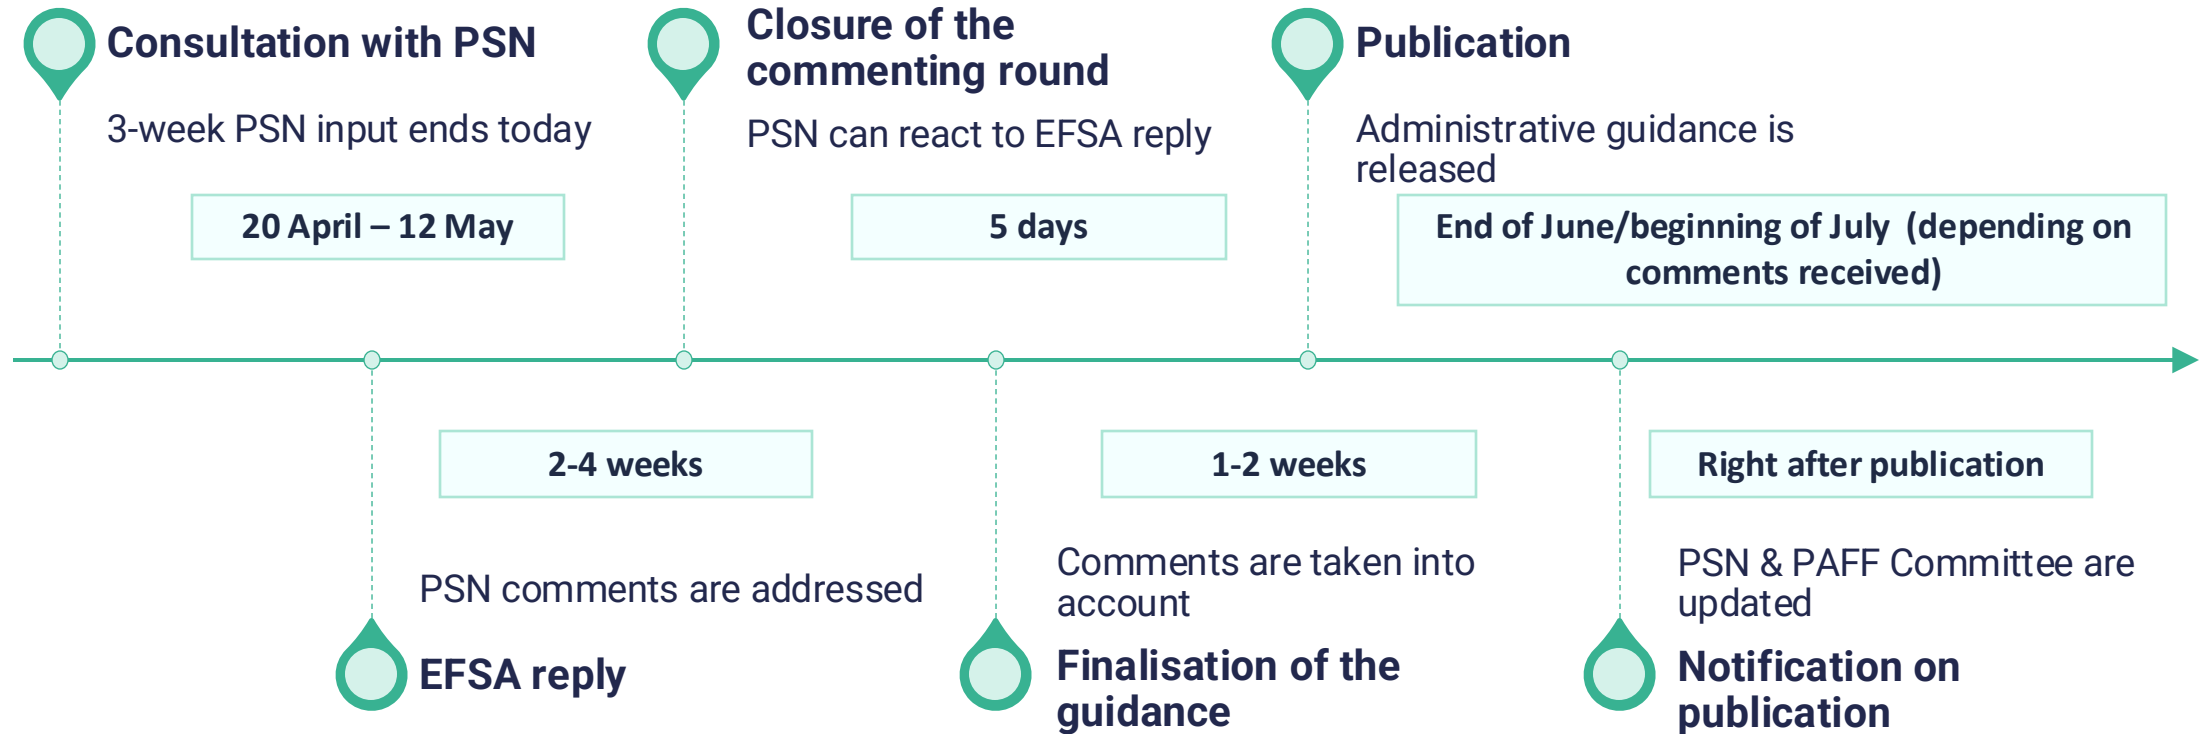 Consultation with PSN
3-week PSN input ends today
20 April – 12 May
Closure of the
commenting round
PSN can react to EFSA reply
5 days
Publication
Administrative guidance is
released
End of June/beginning of July (depending on
comments received)
2-4 weeks
PSN comments are addressed
EFSA reply
1-2 weeks
Comments are taken into
account
Finalisation of the
guidance
Right after publication
PSN & PAFF Committee are
updated
Notification on
publication